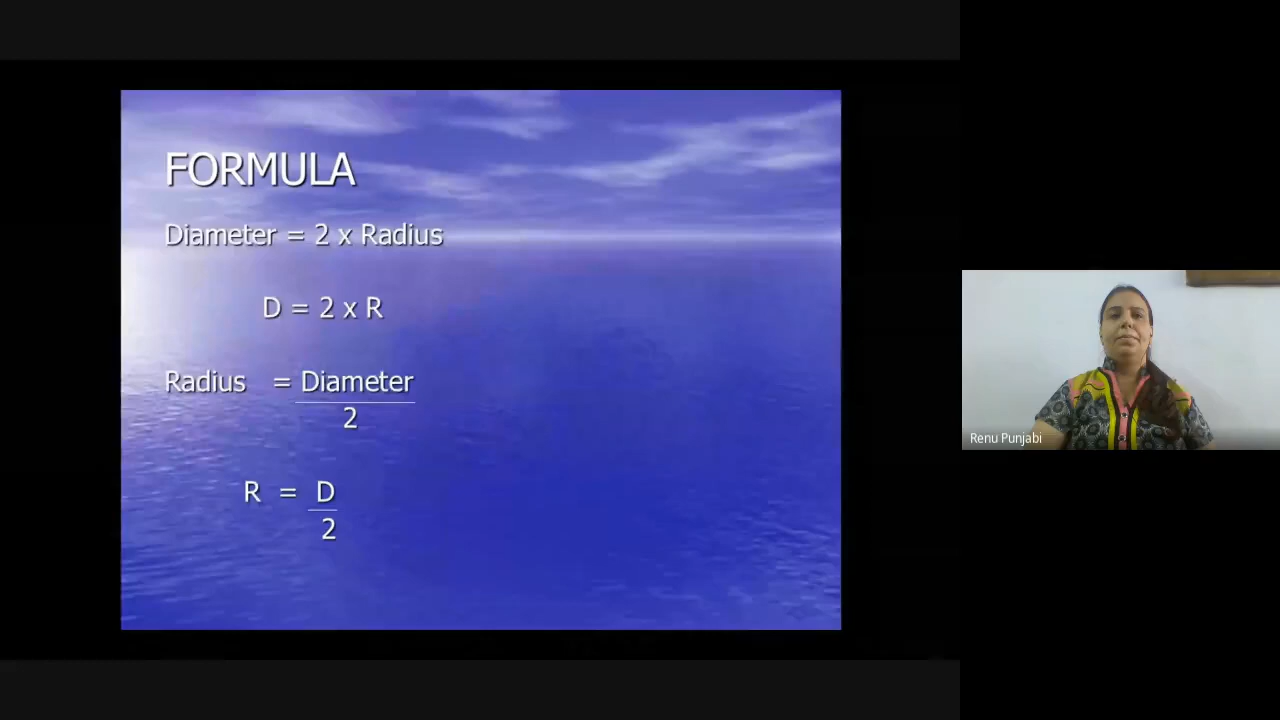 FORMULA
Diameter = 2 x Radius
D = 2 x R
Radius = Diameter
2
R = D
2
Renu Punjabi